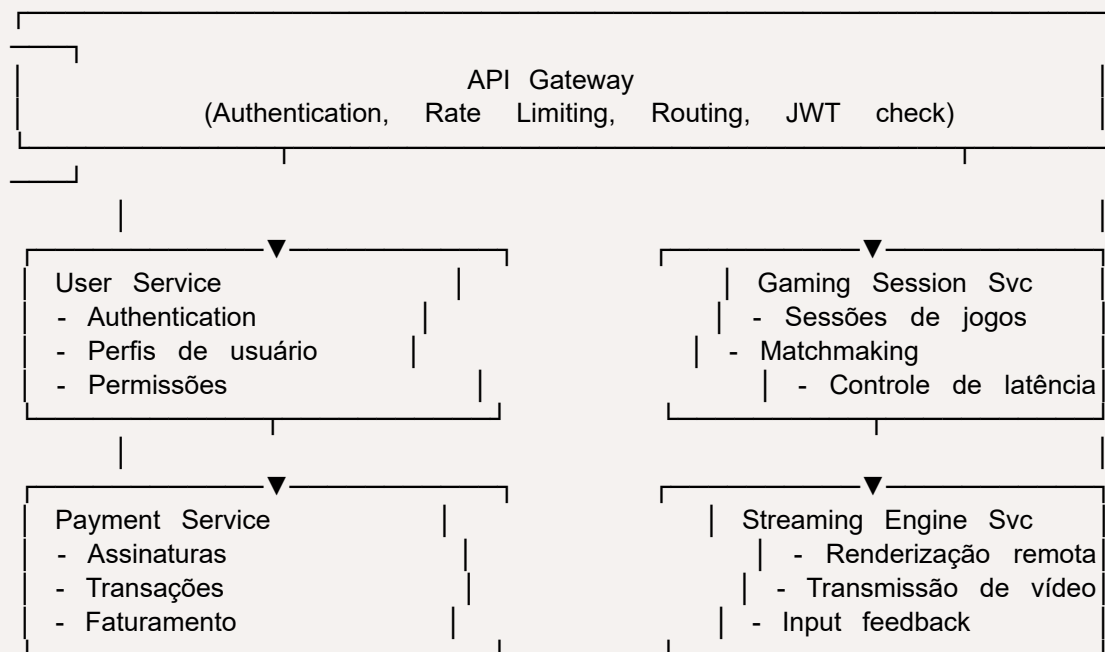 API Gateway
(Authentication, Rate Limiting, Routing, JWT check)
User Service
- Authentication
- Perfis de usuário
- Permissões
Gaming Session Svc
- Sessões de jogos
- Matchmaking
- Controle de latência
Payment Service
- Assinaturas
- Transações
- Faturamento
Streaming Engine Svc
- Renderização remota
- Transmissão de vídeo
- Input feedback